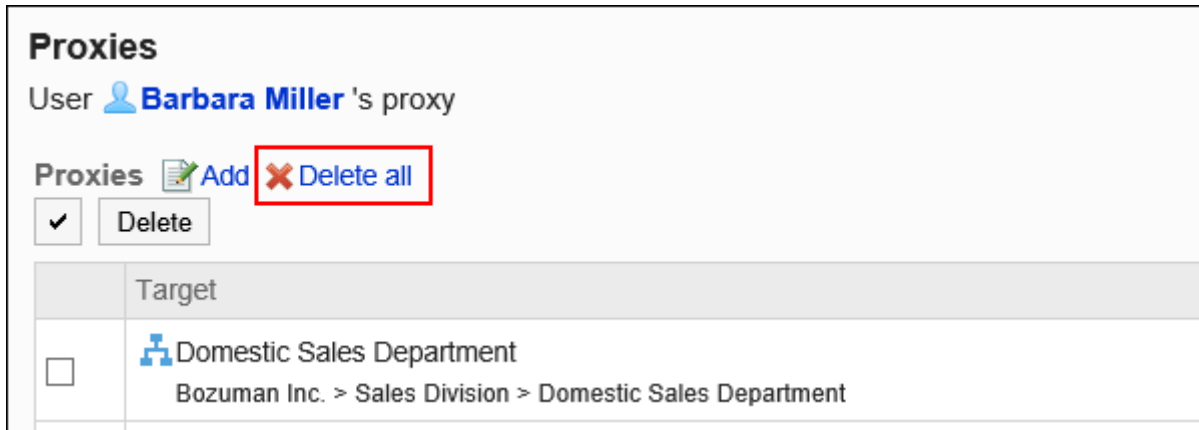 Proxies
User Barbara Miller 's proxy
Proxies Add Delete all
Delete
Target
Domestic Sales Department
Bozuman Inc. > Sales Division > Domestic Sales Department